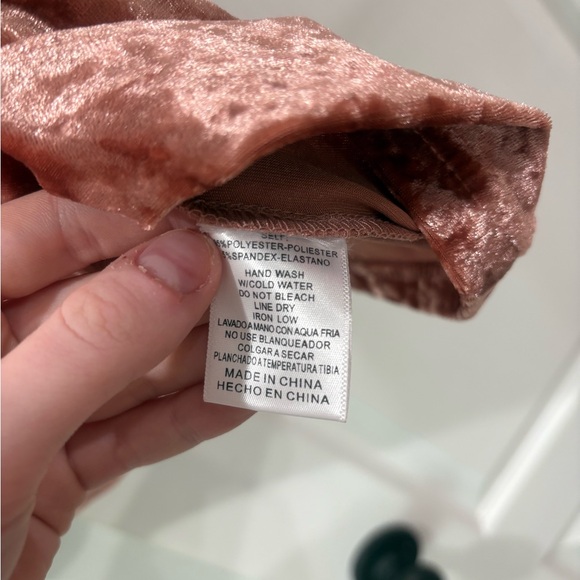 SELF:
%POLYESTER-POLIESTER
%SPANDEX-ELASTANO
HAND WASH
W/COLD WATER
DO NOT BLEACH
LINE DRY
IRON LOW
LAVADO A MANO CON AQUA FRIA
NO USE BLANQUEADOR
COLGAR A SECAR
PLANCHADO A TEMPERATURA TIBIA
MADE IN CHINA
HECHO EN CHINA